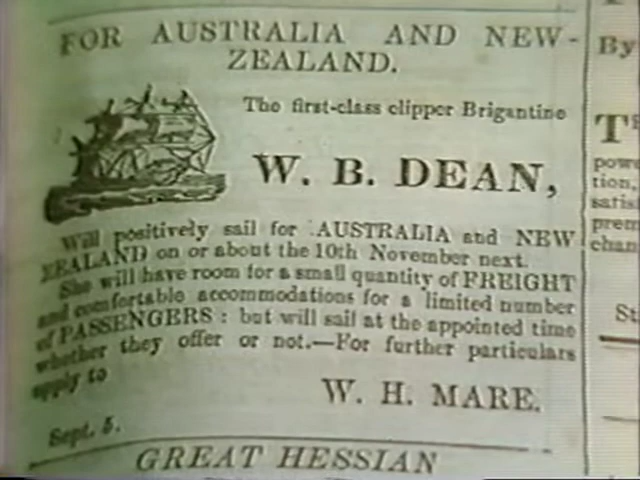 FOR AUSTRALIA AND NEW-
ZEALAND.
The first-class clipper Brigantine
W. B. DEAN,
Will positively sail for AUSTRALIA and NEW
ZEALAND on or about the 10th November next.
She will have room for a small quantity of FREIGHT
and comfortable accommodations for a limited number
of PASSENGERS : but will sail at the appointed time
whether they offer or not.—For further particulars
apply to
W. H. MARE.
Sept. 5.
GREAT HESSIAN
By
powe
tion,
satis
prem
chan